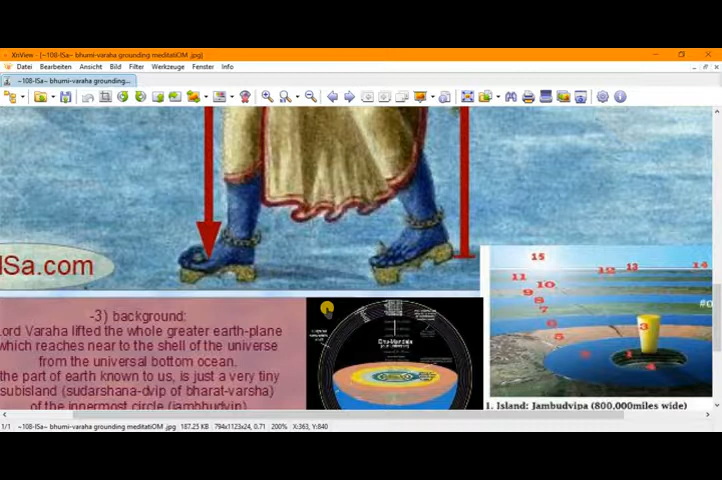 XnView - [~108-ISa~ bhumi-varaha grounding meditatiOM .jpg]
Datei Bearbeiten Ansicht Bild Filter Werkzeuge Fenster Info
~108-ISa~ bhumi-varaha grounding...
ISa.com
-3) background:
Lord Varaha lifted the whole greater earth-plane
which reaches near to the shell of the universe
from the universal bottom ocean.
the part of earth known to us, is just a very tiny
subisland (sudarshana-dvip of bharat-varsha)
of the innermost circle (jambhudvip)
15
14
13
12
11
10
9
8
7
6
5
3
1
4
#0
1. Island: Jambudvipa (800,000miles wide)
1/1 ~108-ISa~ bhumi-varaha grounding meditatiOM .jpg 187.25 KB 794x1123x24, 0.71 200% XY:363, Y:840